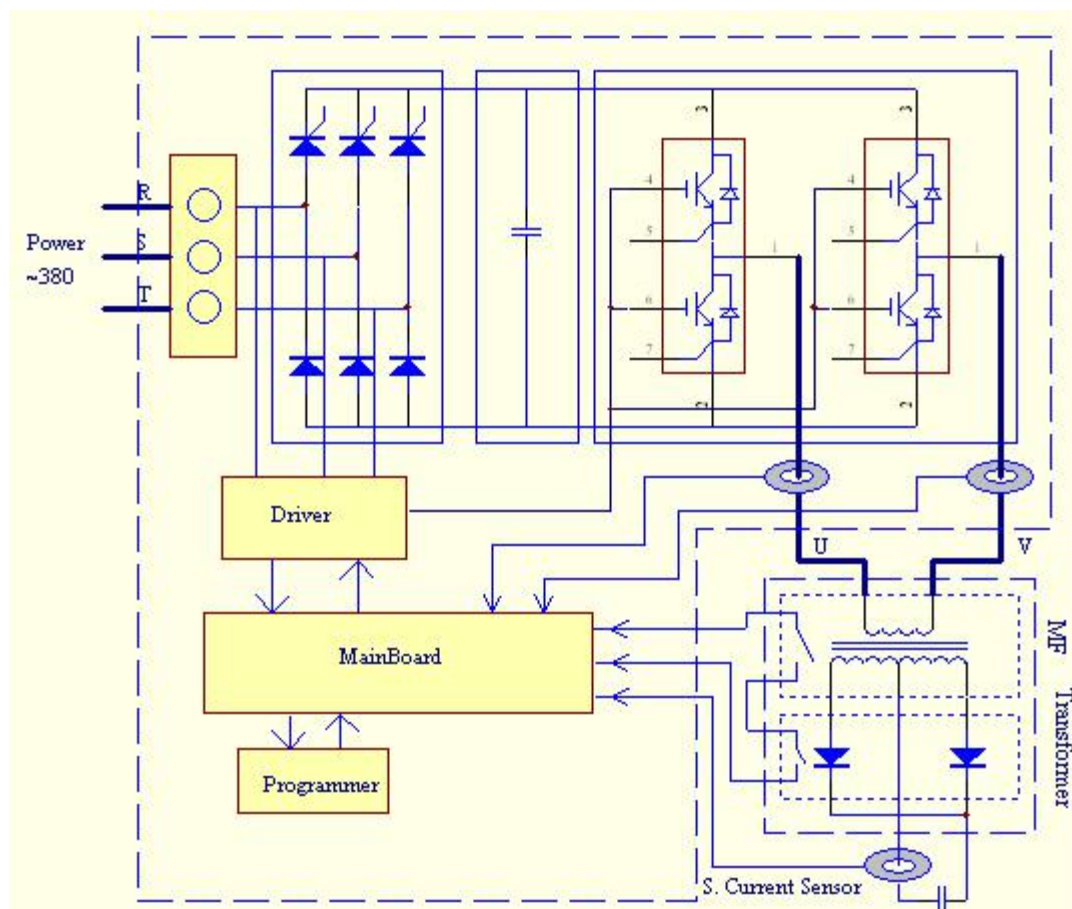 R
Power
S
~380
T
3
3
4
4
5
5
1
1
6
6
7
7
2
2
Driver
U
V
MF Transformer
MainBoard
Programmer
S. Current Sensor